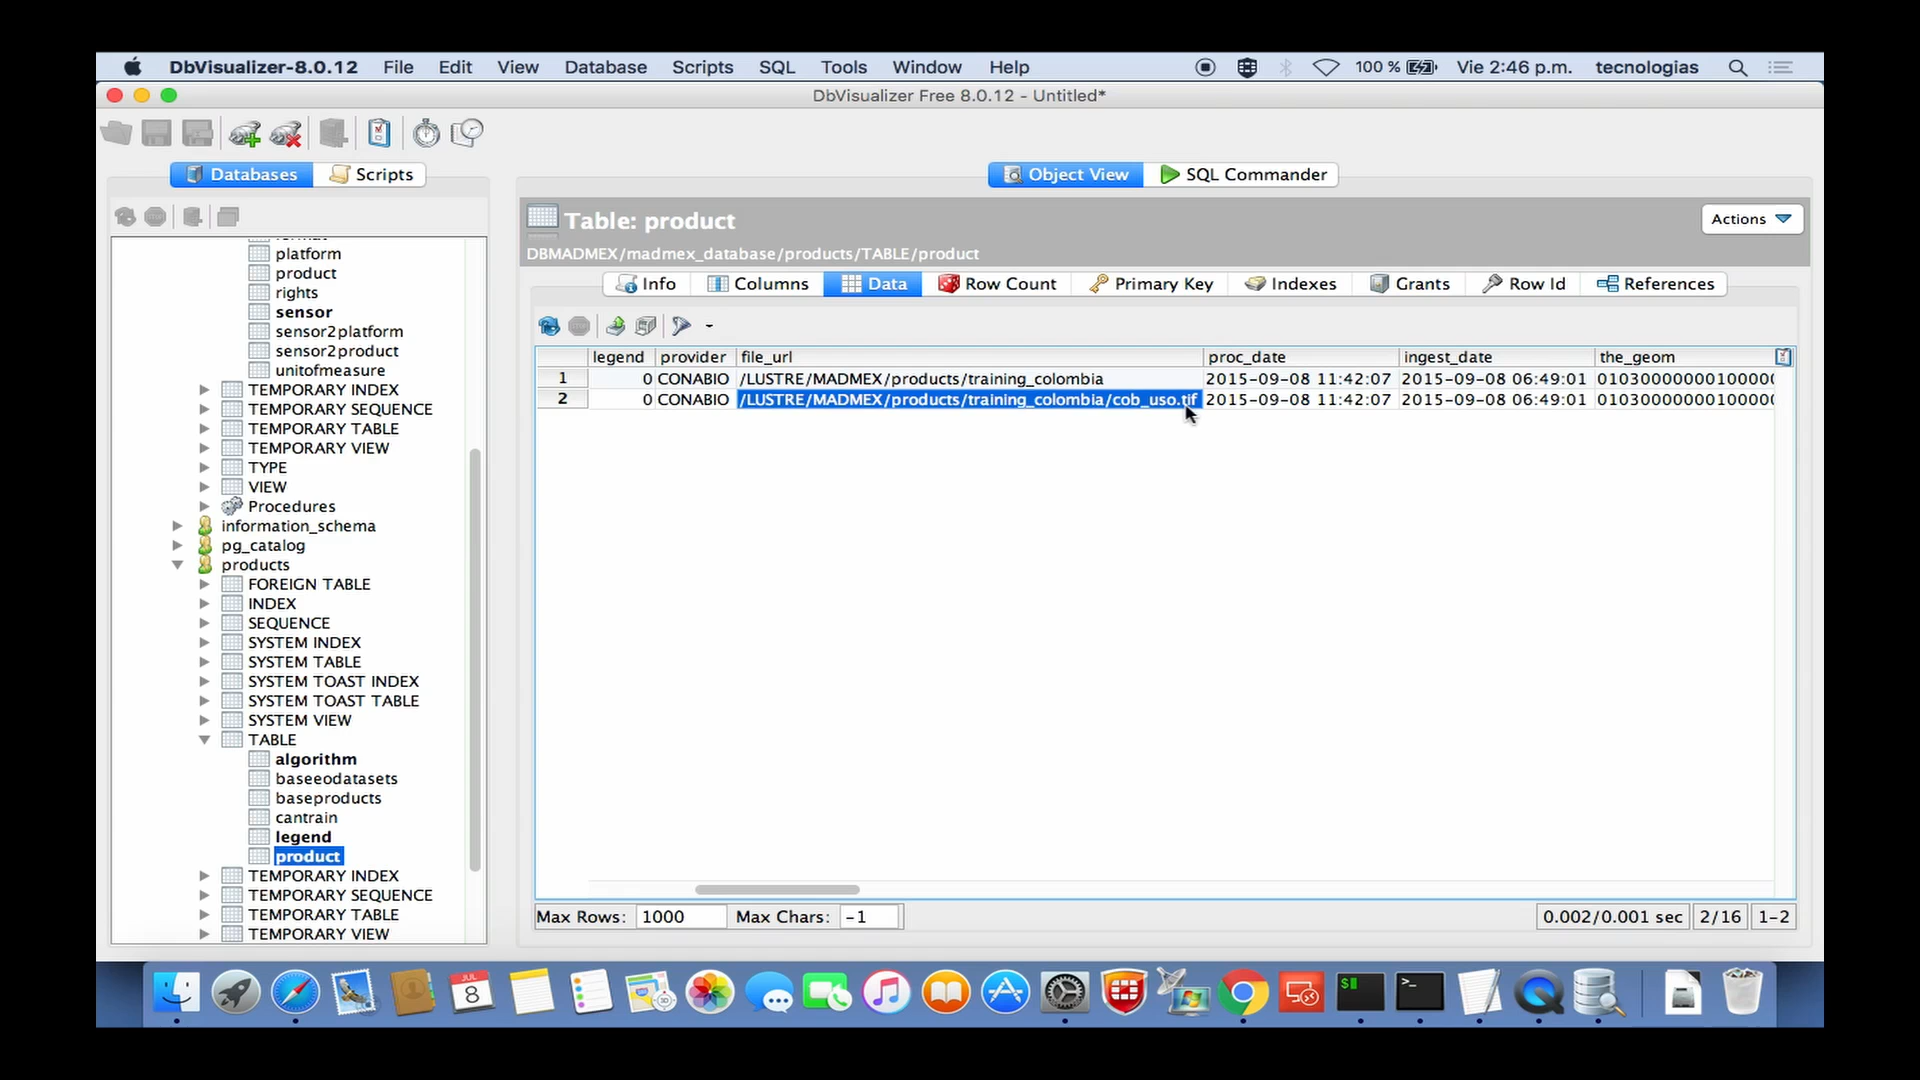 DbVisualizer-8.0.12 File Edit View Database Scripts SQL Tools Window Help 100 % Vie 2:46 p.m. tecnologias
DbVisualizer Free 8.0.12 - Untitled*
Databases Scripts
Object View SQL Commander
Table: product
Actions
DBMADMEX/madmex_database/products/TABLE/product
Info Columns Data Row Count Primary Key Indexes Grants Row Id References
legend provider file_url proc_date ingest_date the_geom
1 0 CONABIO /LUSTRE/MADMEX/products/training_colombia 2015-09-08 11:42:07 2015-09-08 06:49:01 01030000000100000
2 0 CONABIO /LUSTRE/MADMEX/products/training_colombia/cob_uso.tif 2015-09-08 11:42:07 2015-09-08 06:49:01 01030000000100000
platform
product
rights
sensor
sensor2platform
sensor2product
unitofmeasure
TEMPORARY INDEX
TEMPORARY SEQUENCE
TEMPORARY TABLE
TEMPORARY VIEW
TYPE
VIEW
Procedures
information_schema
pg_catalog
products
FOREIGN TABLE
INDEX
SEQUENCE
SYSTEM INDEX
SYSTEM TABLE
SYSTEM TOAST INDEX
SYSTEM TOAST TABLE
SYSTEM VIEW
TABLE
algorithm
baseeodatasets
baseproducts
cantrain
legend
product
TEMPORARY INDEX
TEMPORARY SEQUENCE
TEMPORARY TABLE
TEMPORARY VIEW
Max Rows: 1000 Max Chars: -1 0.002/0.001 sec 2/16 1-2
JUL
8